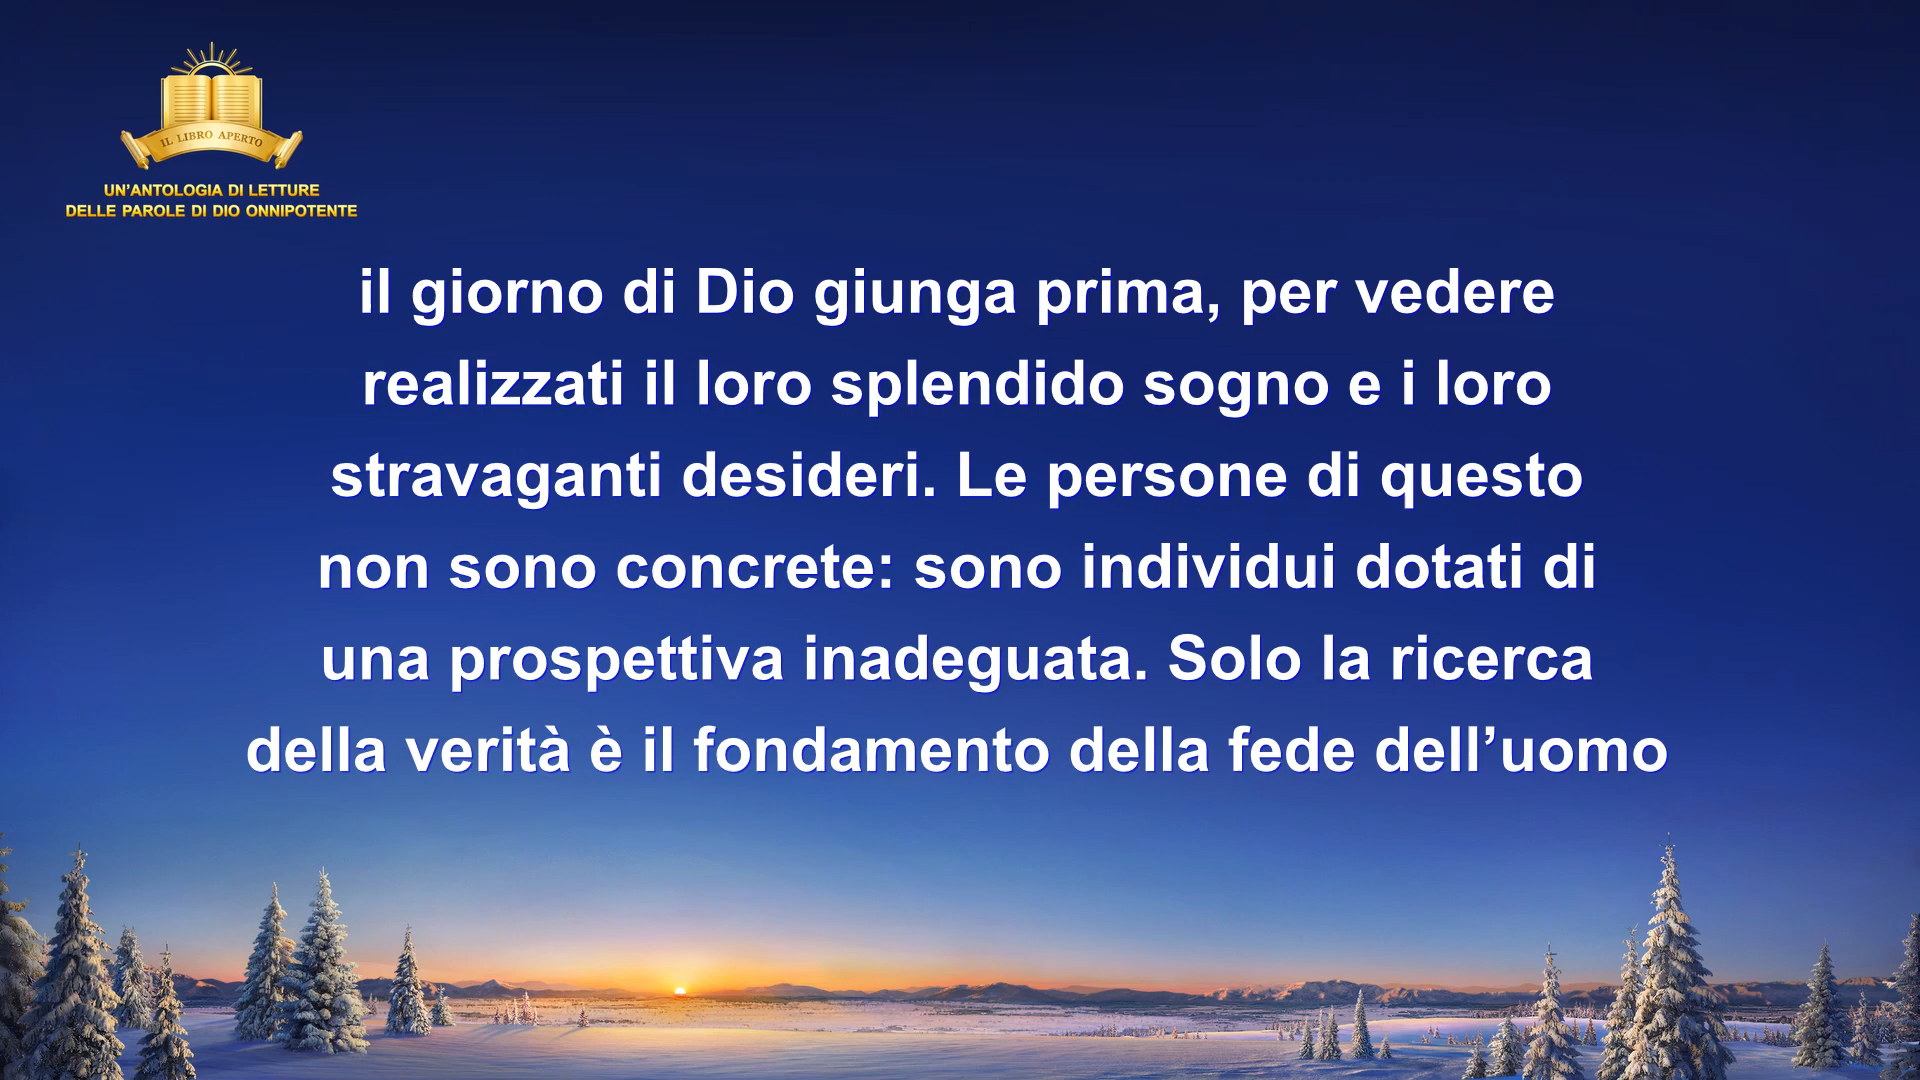 IL LIBRO APERTO
UN'ANTOLOGIA DI LETTURE
DELLE PAROLE DI DIO ONNIPOTENTE
il giorno di Dio giunga prima, per vedere
realizzati il loro splendido sogno e i loro
stravaganti desideri. Le persone di questo
non sono concrete: sono individui dotati di
una prospettiva inadeguata. Solo la ricerca
della verità è il fondamento della fede dell’uomo